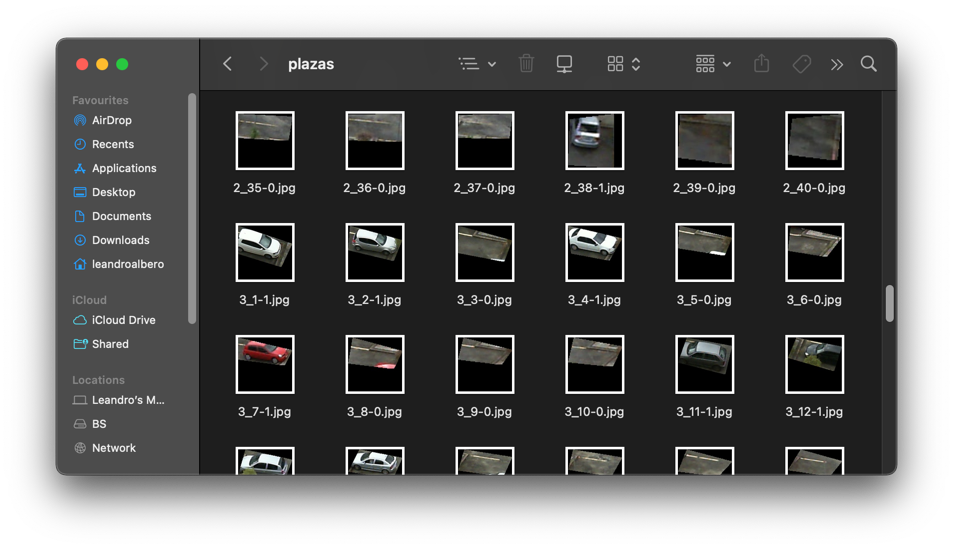 plazas
Favourites
AirDrop
Recents
Applications
Desktop
Documents
Downloads
leandroalbero
iCloud
iCloud Drive
Shared
Locations
Leandro's M...
BS
Network
2_35-0.jpg 2_36-0.jpg 2_37-0.jpg 2_38-1.jpg 2_39-0.jpg 2_40-0.jpg
3_1-1.jpg 3_2-1.jpg 3_3-0.jpg 3_4-1.jpg 3_5-0.jpg 3_6-0.jpg
3_7-1.jpg 3_8-0.jpg 3_9-0.jpg 3_10-0.jpg 3_11-1.jpg 3_12-1.jpg